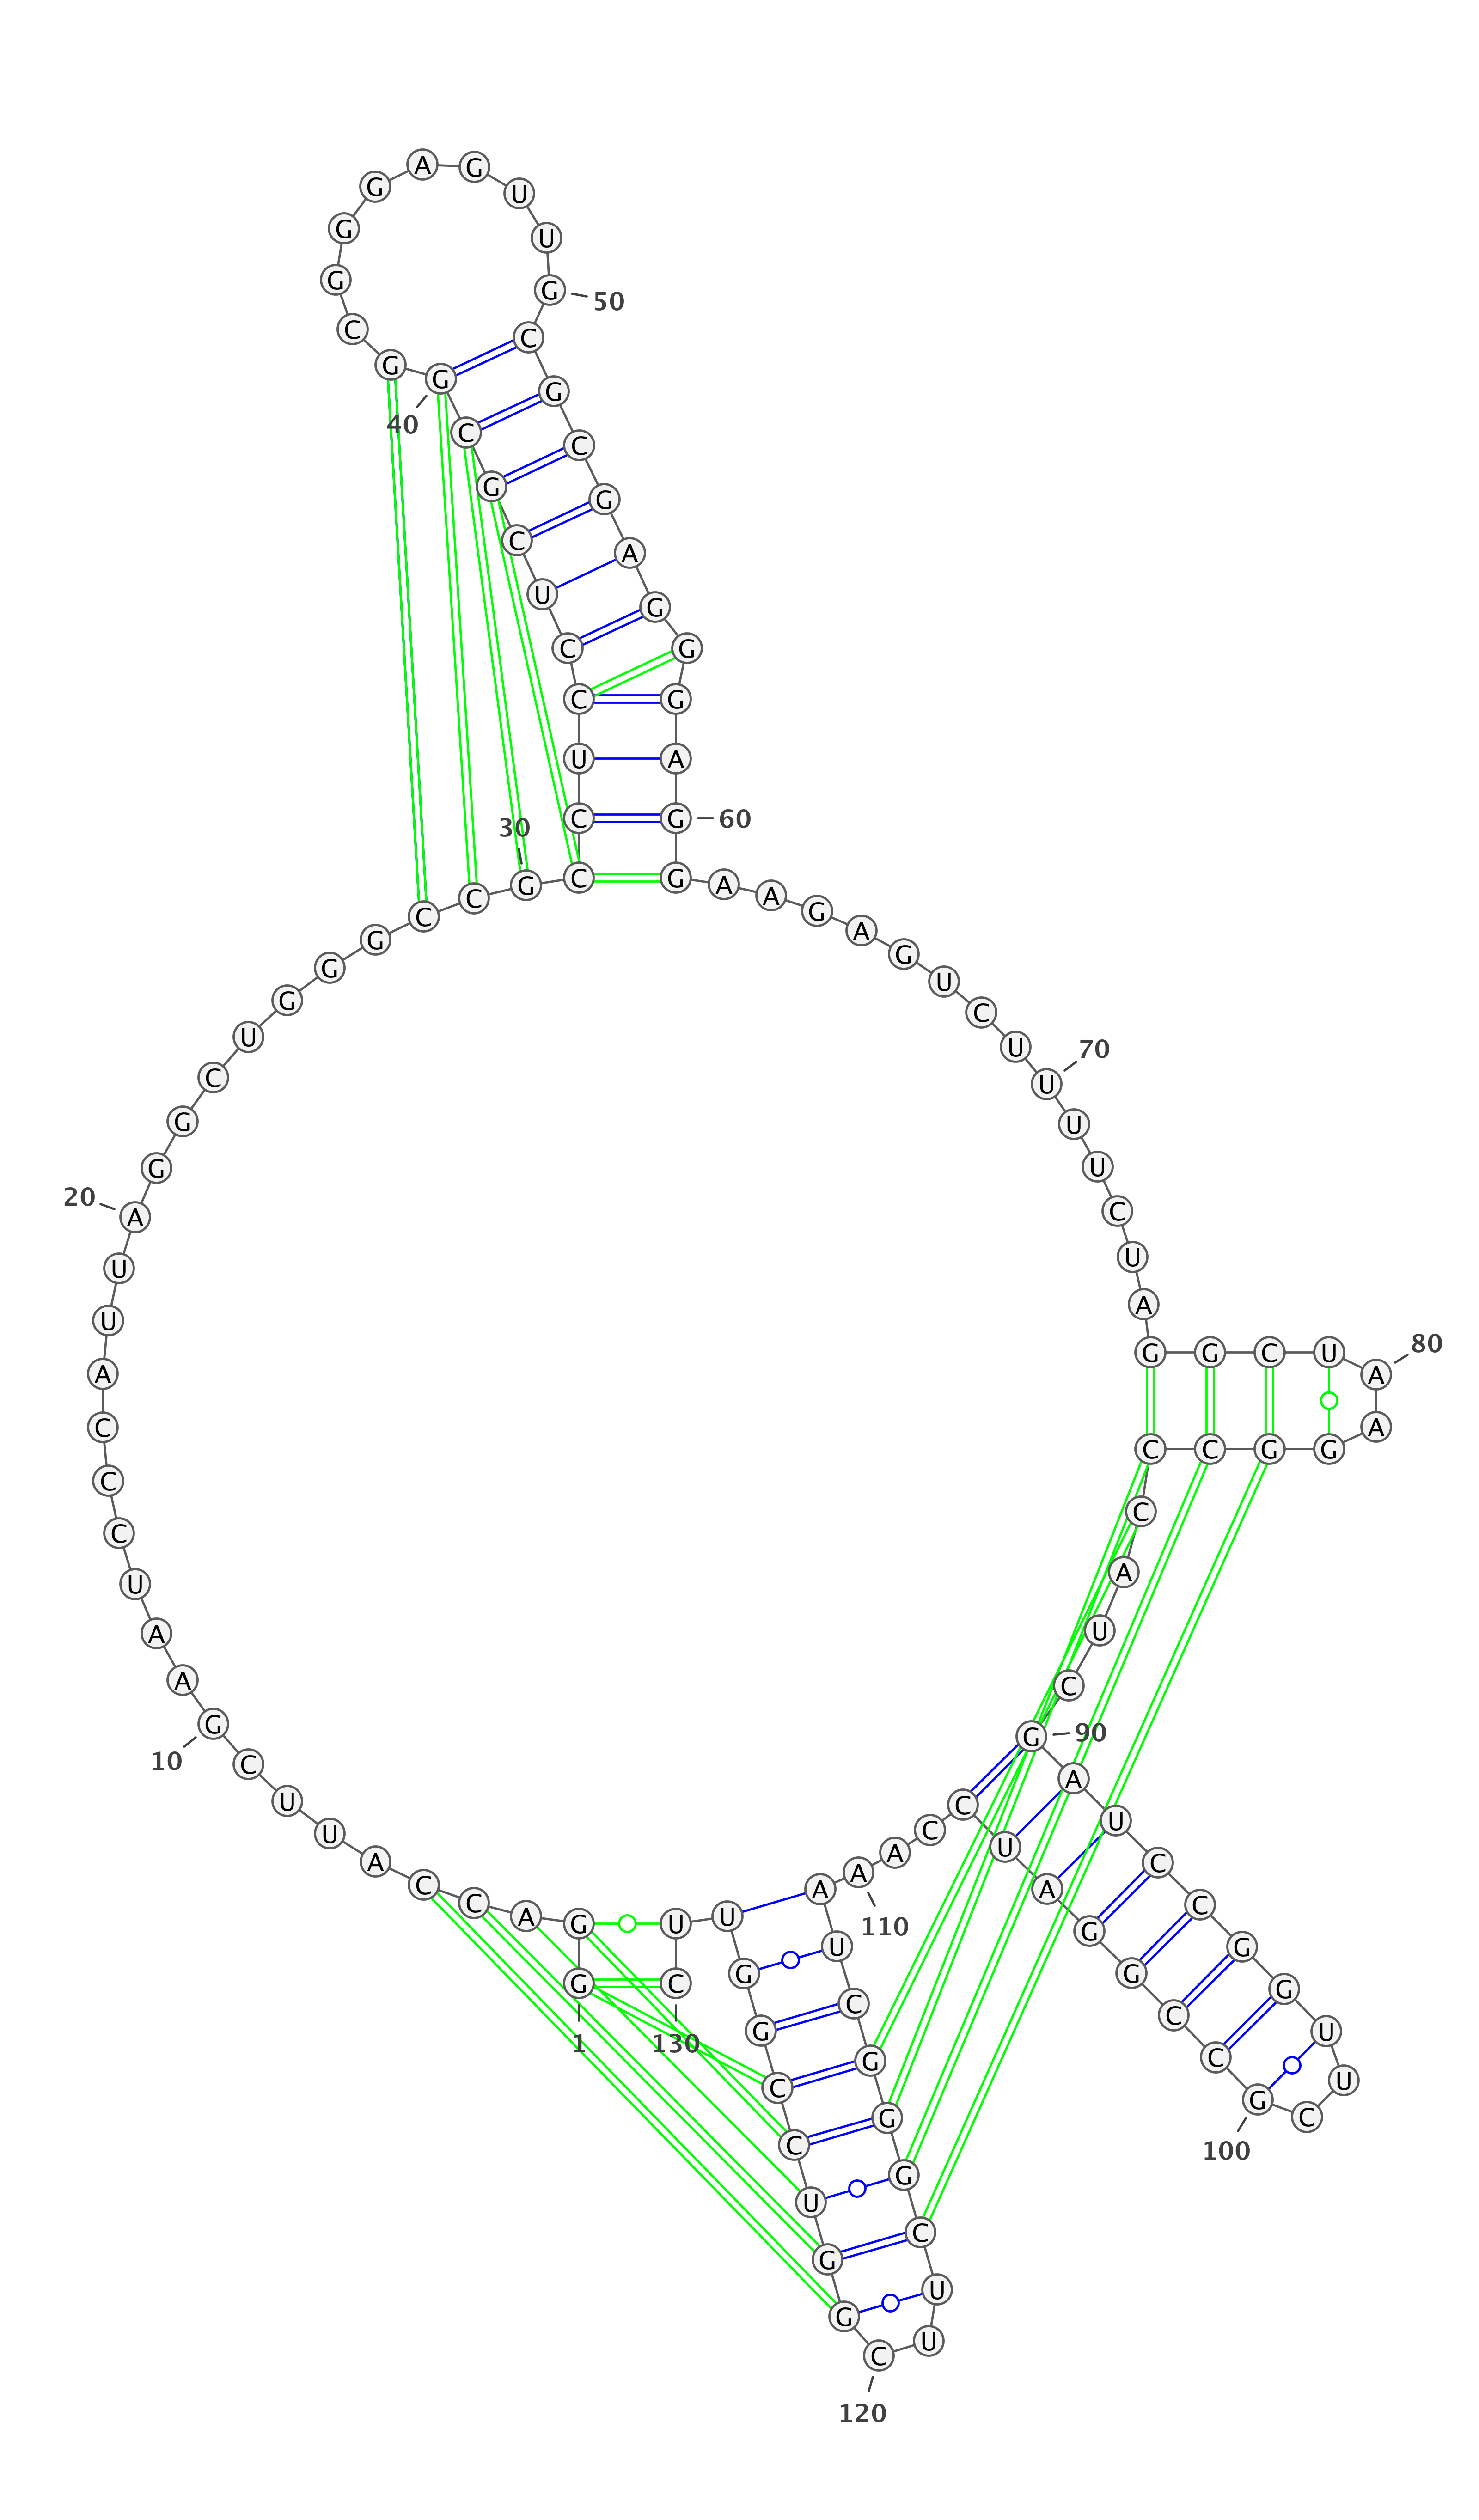 1
G G A C C A U U C G
10
A A U C C C A U U A
20
G G C U G G G C C G
30
C C U C C U C G C G
40
G C G G G A G U U G
50
C G C G A G G G A G
60
G A A G A G U C U U
70
U U C U A G G C U A
80
A G G C C C A U C G
90
A U C C G G U U C G
100
C C G G A U C C A A
110
A U C G G G C U U C
120
G G U C C G G U U C
130